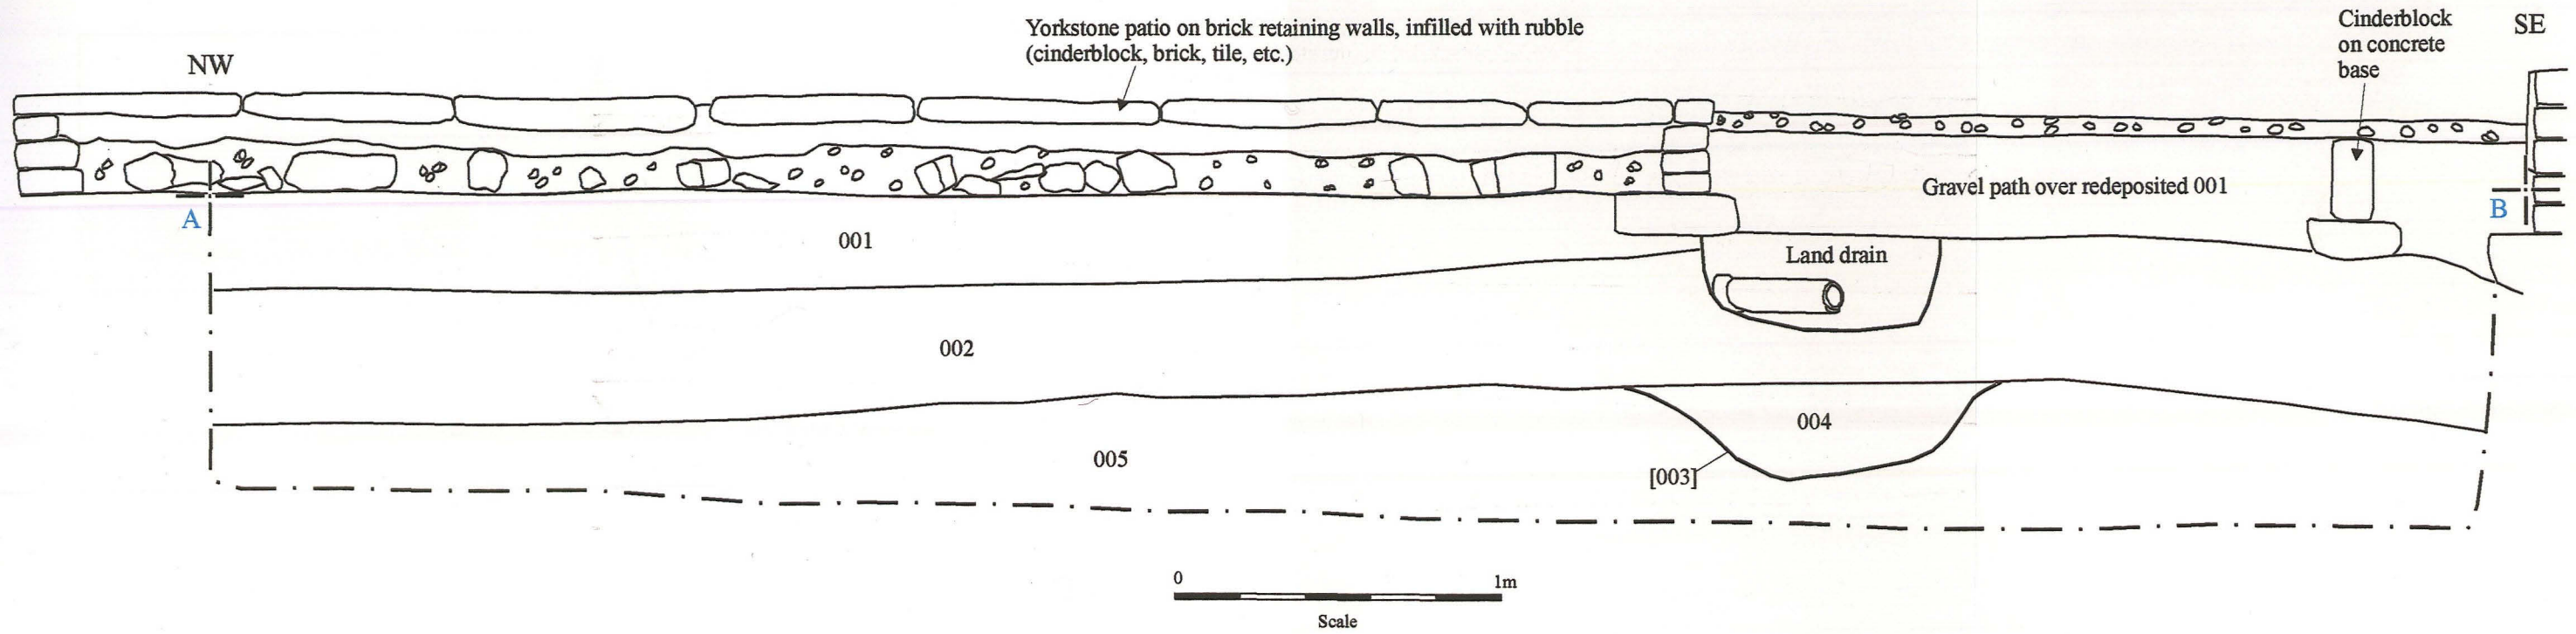 Yorkstone patio on brick retaining walls, infilled with rubble
(cinderblock, brick, tile, etc.)
Cinderblock
on concrete
base
SE
NW
A
Gravel path over redeposited 001
B
001
Land drain
002
004
005
[003]
0 1m
Scale